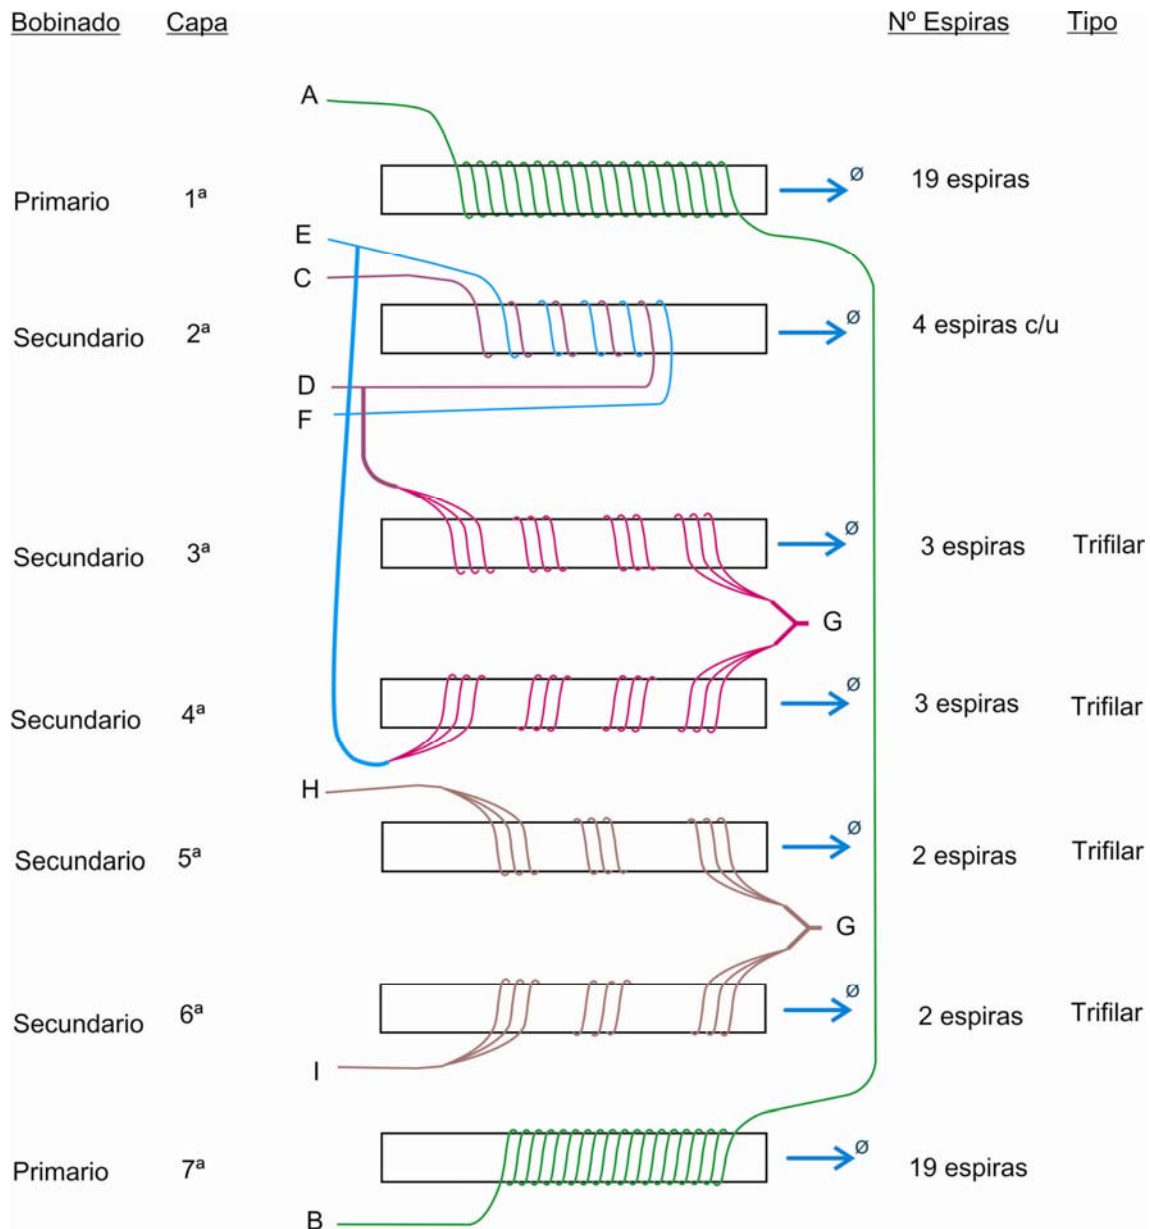 Bobinado Capa Nº Espiras Tipo
A
Primario 1ª Ø 19 espiras
E
C
Secundario 2ª Ø 4 espiras c/u
D
F
Secundario 3ª Ø 3 espiras Trifilar
G
Secundario 4ª Ø 3 espiras Trifilar
H
Secundario 5ª Ø 2 espiras Trifilar
G
Secundario 6ª Ø 2 espiras Trifilar
I
Primario 7ª Ø 19 espiras
B